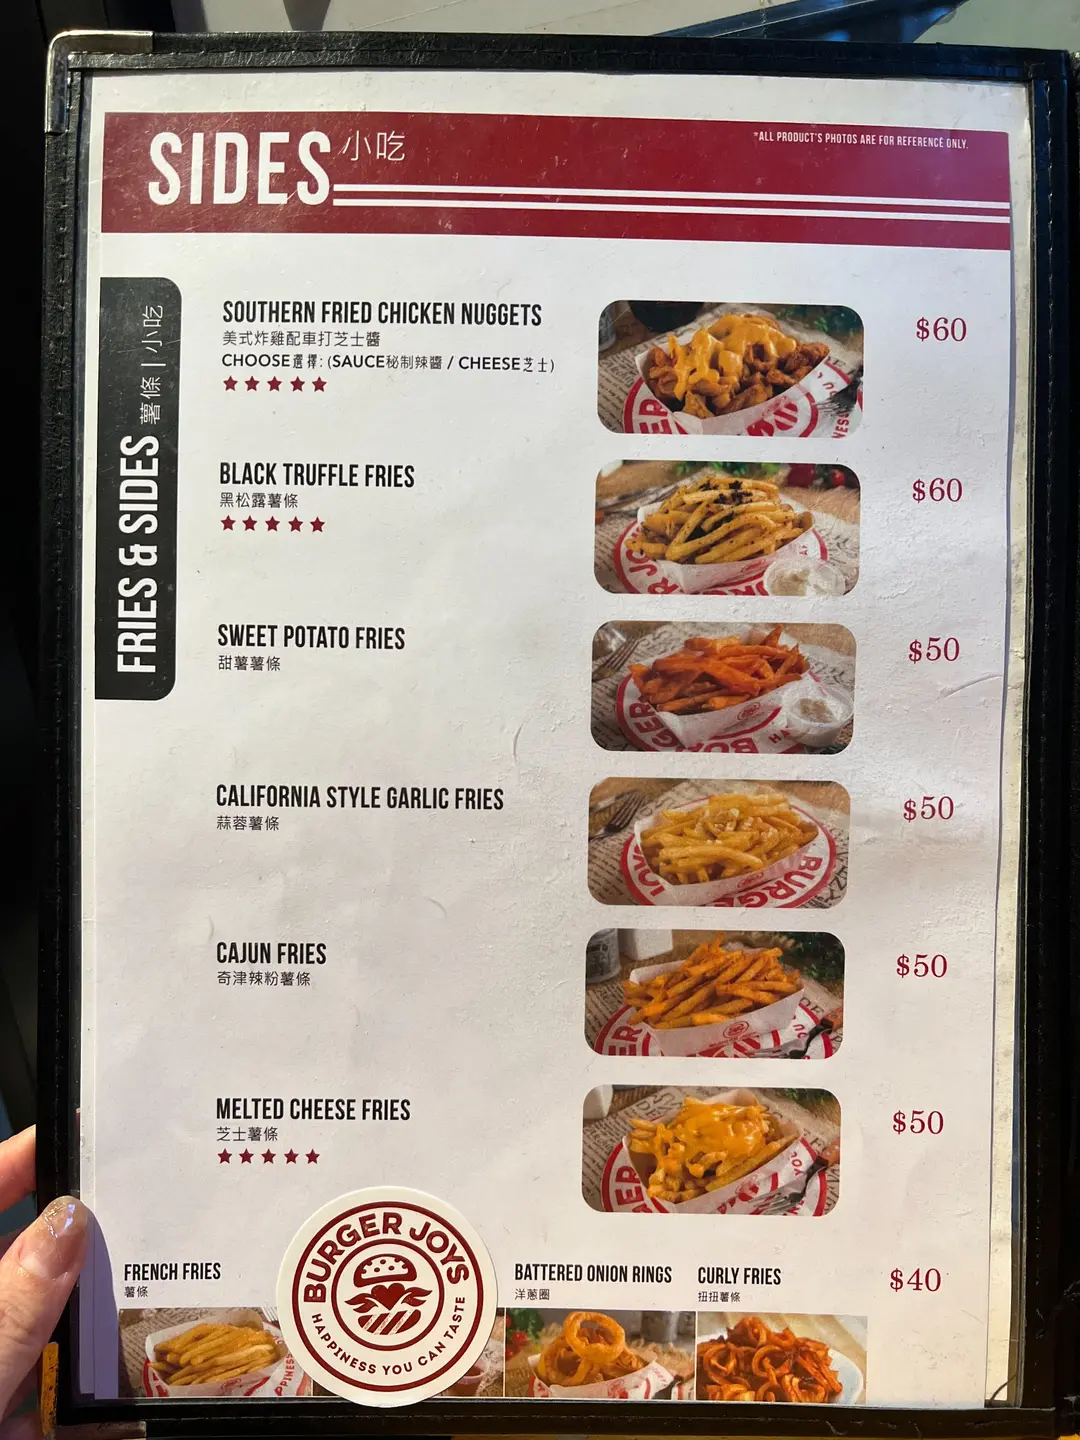 SIDES 小吃
*ALL PRODUCT'S PHOTOS ARE FOR REFERENCE ONLY.
FRIES & SIDES 薯條 | 小吃
SOUTHERN FRIED CHICKEN NUGGETS
美式炸雞配車打芝士醬
CHOOSE選擇: (SAUCE秘制辣醬 / CHEESE芝士)
$60
BLACK TRUFFLE FRIES
黑松露薯條
$60
SWEET POTATO FRIES
甜薯薯條
$50
CALIFORNIA STYLE GARLIC FRIES
蒜蓉薯條
$50
CAJUN FRIES
奇津辣粉薯條
$50
MELTED CHEESE FRIES
芝士薯條
$50
FRENCH FRIES
薯條
BURGER JOYS
HAPPINESS YOU CAN TASTE
BATTERED ONION RINGS
洋蔥圈
CURLY FRIES
扭扭薯條
$40